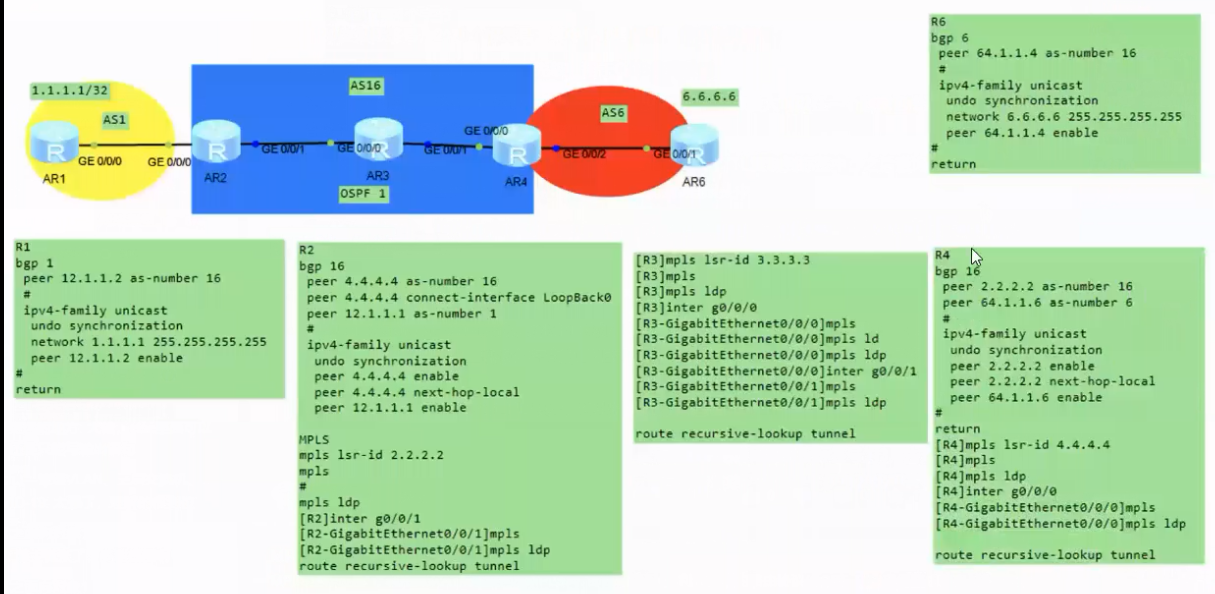 1.1.1.1/32
AS1
AS16
AS6
6.6.6.6
GE 0/0/0
GE 0/0/0
GE 0/0/1
GE 0/0/0
GE 0/0/1
GE 0/0/0
GE 0/0/2
GE 0/0/1
AR1
AR2
AR3
AR4
AR6
OSPF 1
R6
bgp 6
peer 64.1.1.4 as-number 16
#
ipv4-family unicast
undo synchronization
network 6.6.6.6 255.255.255.255
peer 64.1.1.4 enable
#
return
R1
bgp 1
peer 12.1.1.2 as-number 16
#
ipv4-family unicast
undo synchronization
network 1.1.1.1 255.255.255.255
peer 12.1.1.2 enable
#
return
R2
bgp 16
peer 4.4.4.4 as-number 16
peer 4.4.4.4 connect-interface LoopBack0
peer 12.1.1.1 as-number 1
#
ipv4-family unicast
undo synchronization
peer 4.4.4.4 enable
peer 4.4.4.4 next-hop-local
peer 12.1.1.1 enable
MPLS
mpls lsr-id 2.2.2.2
mpls
#
mpls ldp
[R2]inter g0/0/1
[R2-GigabitEthernet0/0/1]mpls
[R2-GigabitEthernet0/0/1]mpls ldp
route recursive-lookup tunnel
[R3]mpls lsr-id 3.3.3.3
[R3]mpls
[R3]mpls ldp
[R3]inter g0/0/0
[R3-GigabitEthernet0/0/0]mpls
[R3-GigabitEthernet0/0/0]mpls ld
[R3-GigabitEthernet0/0/0]mpls ldp
[R3-GigabitEthernet0/0/0]inter g0/0/1
[R3-GigabitEthernet0/0/1]mpls
[R3-GigabitEthernet0/0/1]mpls ldp
route recursive-lookup tunnel
R4
bgp 16
peer 2.2.2.2 as-number 16
peer 64.1.1.6 as-number 6
#
ipv4-family unicast
undo synchronization
peer 2.2.2.2 enable
peer 2.2.2.2 next-hop-local
peer 64.1.1.6 enable
#
return
[R4]mpls lsr-id 4.4.4.4
[R4]mpls
[R4]mpls ldp
[R4]inter g0/0/0
[R4-GigabitEthernet0/0/0]mpls
[R4-GigabitEthernet0/0/0]mpls ldp
route recursive-lookup tunnel